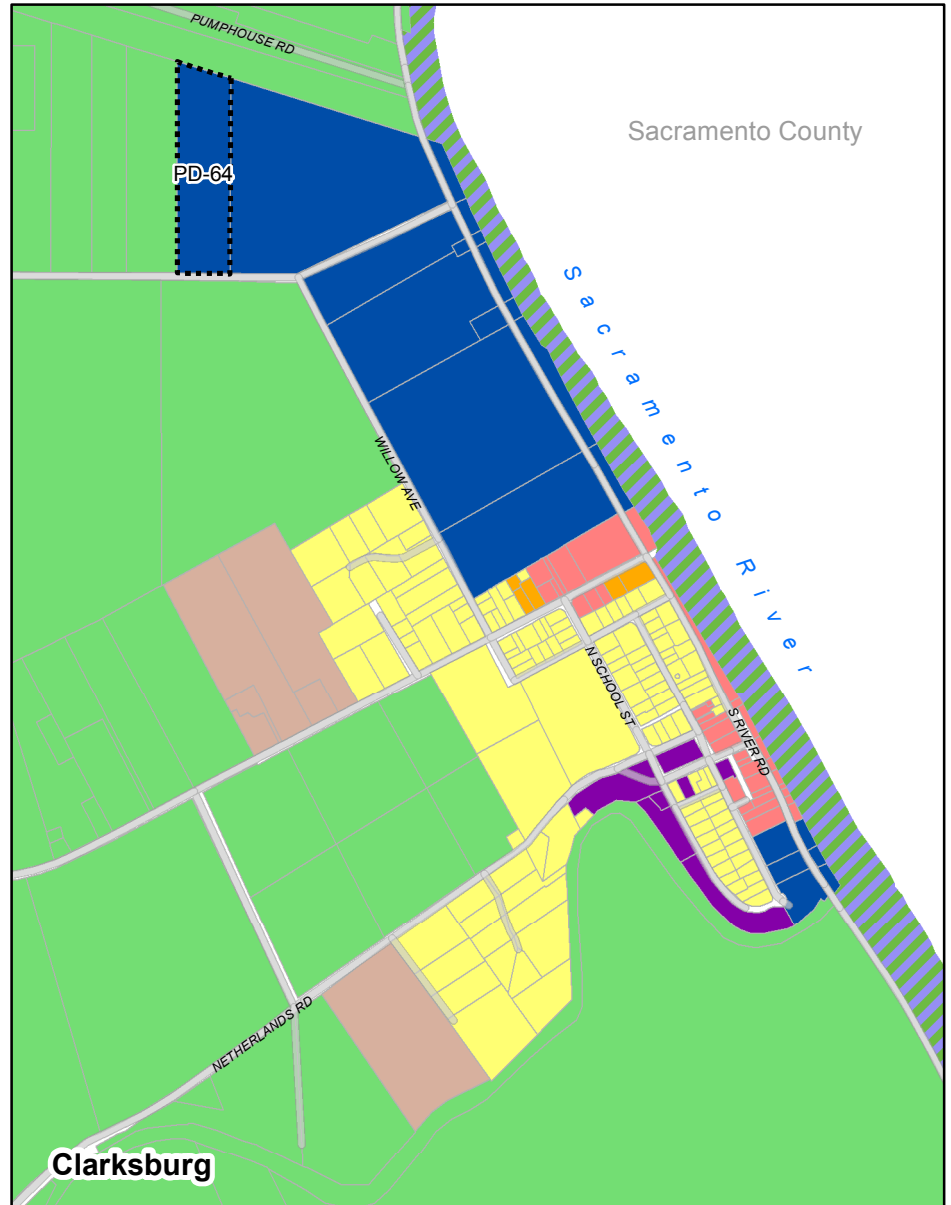 PUMPHOUSE RD
Sacramento County
PD-64
Sacramento River
WILLOW AVE
N SCHOOL ST
S RIVER RD
NETHERLANDS RD
Clarksburg